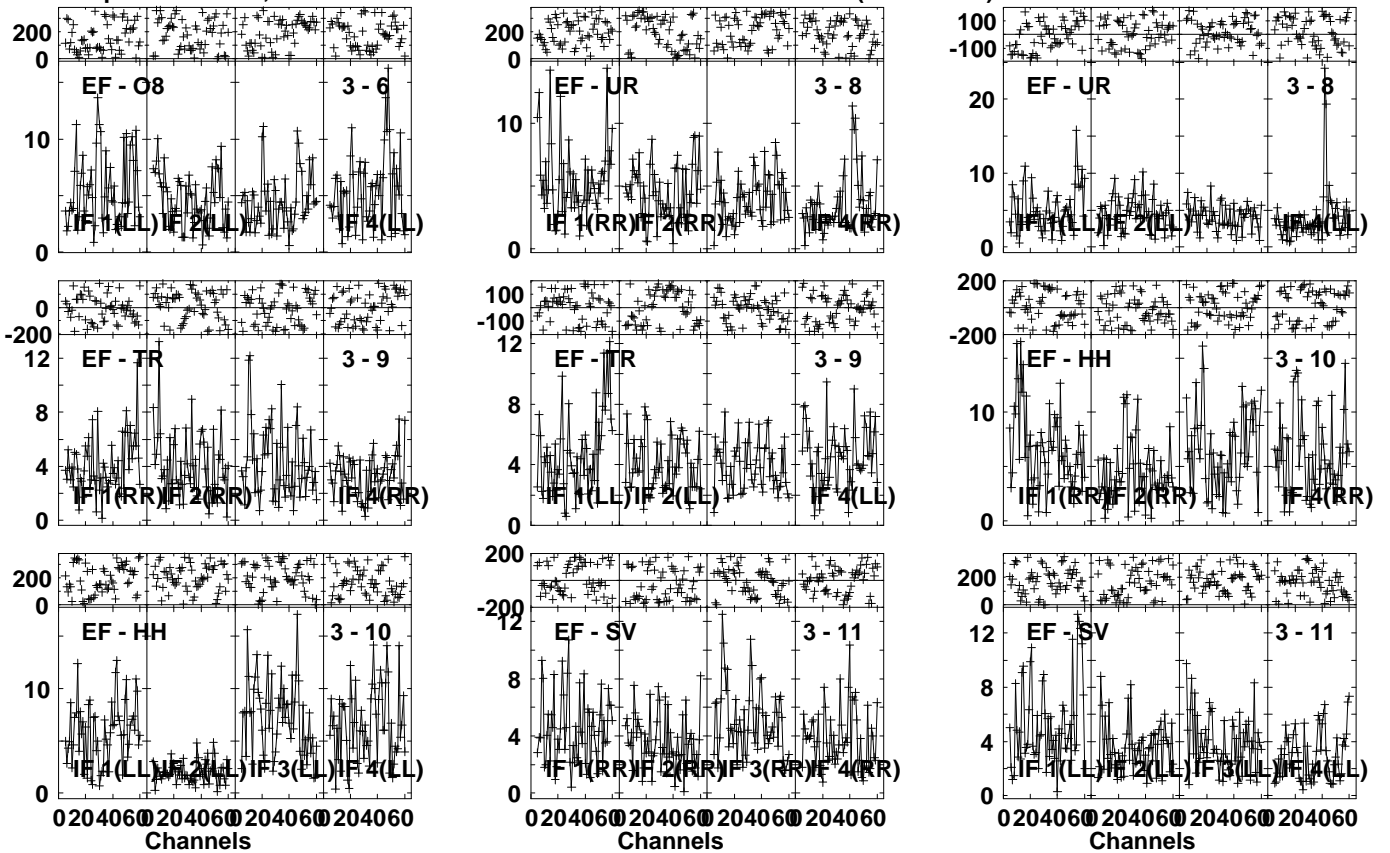 200
0
EF - O8 3 - 6
10
0
IF 1(LL) IF 2(LL) IF 4(LL)
200
0
EF - UR 3 - 8
10
0
IF 1(RR) IF 2(RR) IF 4(RR)
100
-100
EF - UR 3 - 8
20
10
0
IF 1(LL) IF 2(LL) IF 4(LL)
200
0
-200
EF - TR 3 - 9
12
8
4
0
IF 1(RR) IF 2(RR) IF 4(RR)
100
-100
EF - TR 3 - 9
12
8
4
0
IF 1(LL) IF 2(LL) IF 4(LL)
200
-200
EF - HH 3 - 10
10
0
IF 1(RR) IF 2(RR) IF 4(RR)
200
0
EF - HH 3 - 10
10
0
IF 1(LL) IF 2(LL) IF 3(LL) IF 4(LL)
0 20 40 60 0 20 40 60 0 20 40 60 0 20 40 60
Channels
200
-200
EF - SV 3 - 11
12
8
4
0
IF 1(RR) IF 2(RR) IF 3(RR) IF 4(RR)
0 20 40 60 0 20 40 60 0 20 40 60 0 20 40 60
Channels
200
0
EF - SV 3 - 11
12
8
4
0
IF 1(LL) IF 2(LL) IF 3(LL) IF 4(LL)
0 20 40 60 0 20 40 60 0 20 40 60 0 20 40 60
Channels